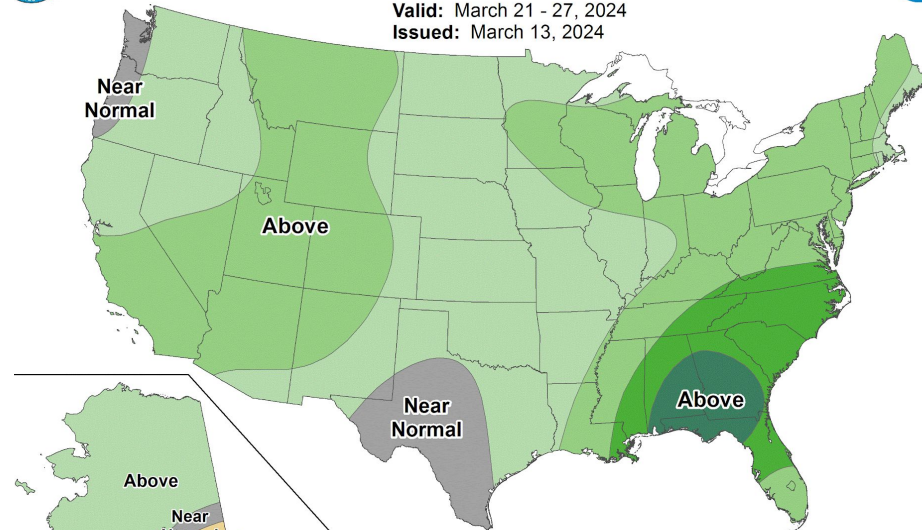 Valid: March 21 - 27, 2024
Issued: March 13, 2024
Near
Normal
Above
Near
Normal
Above
Above
Near